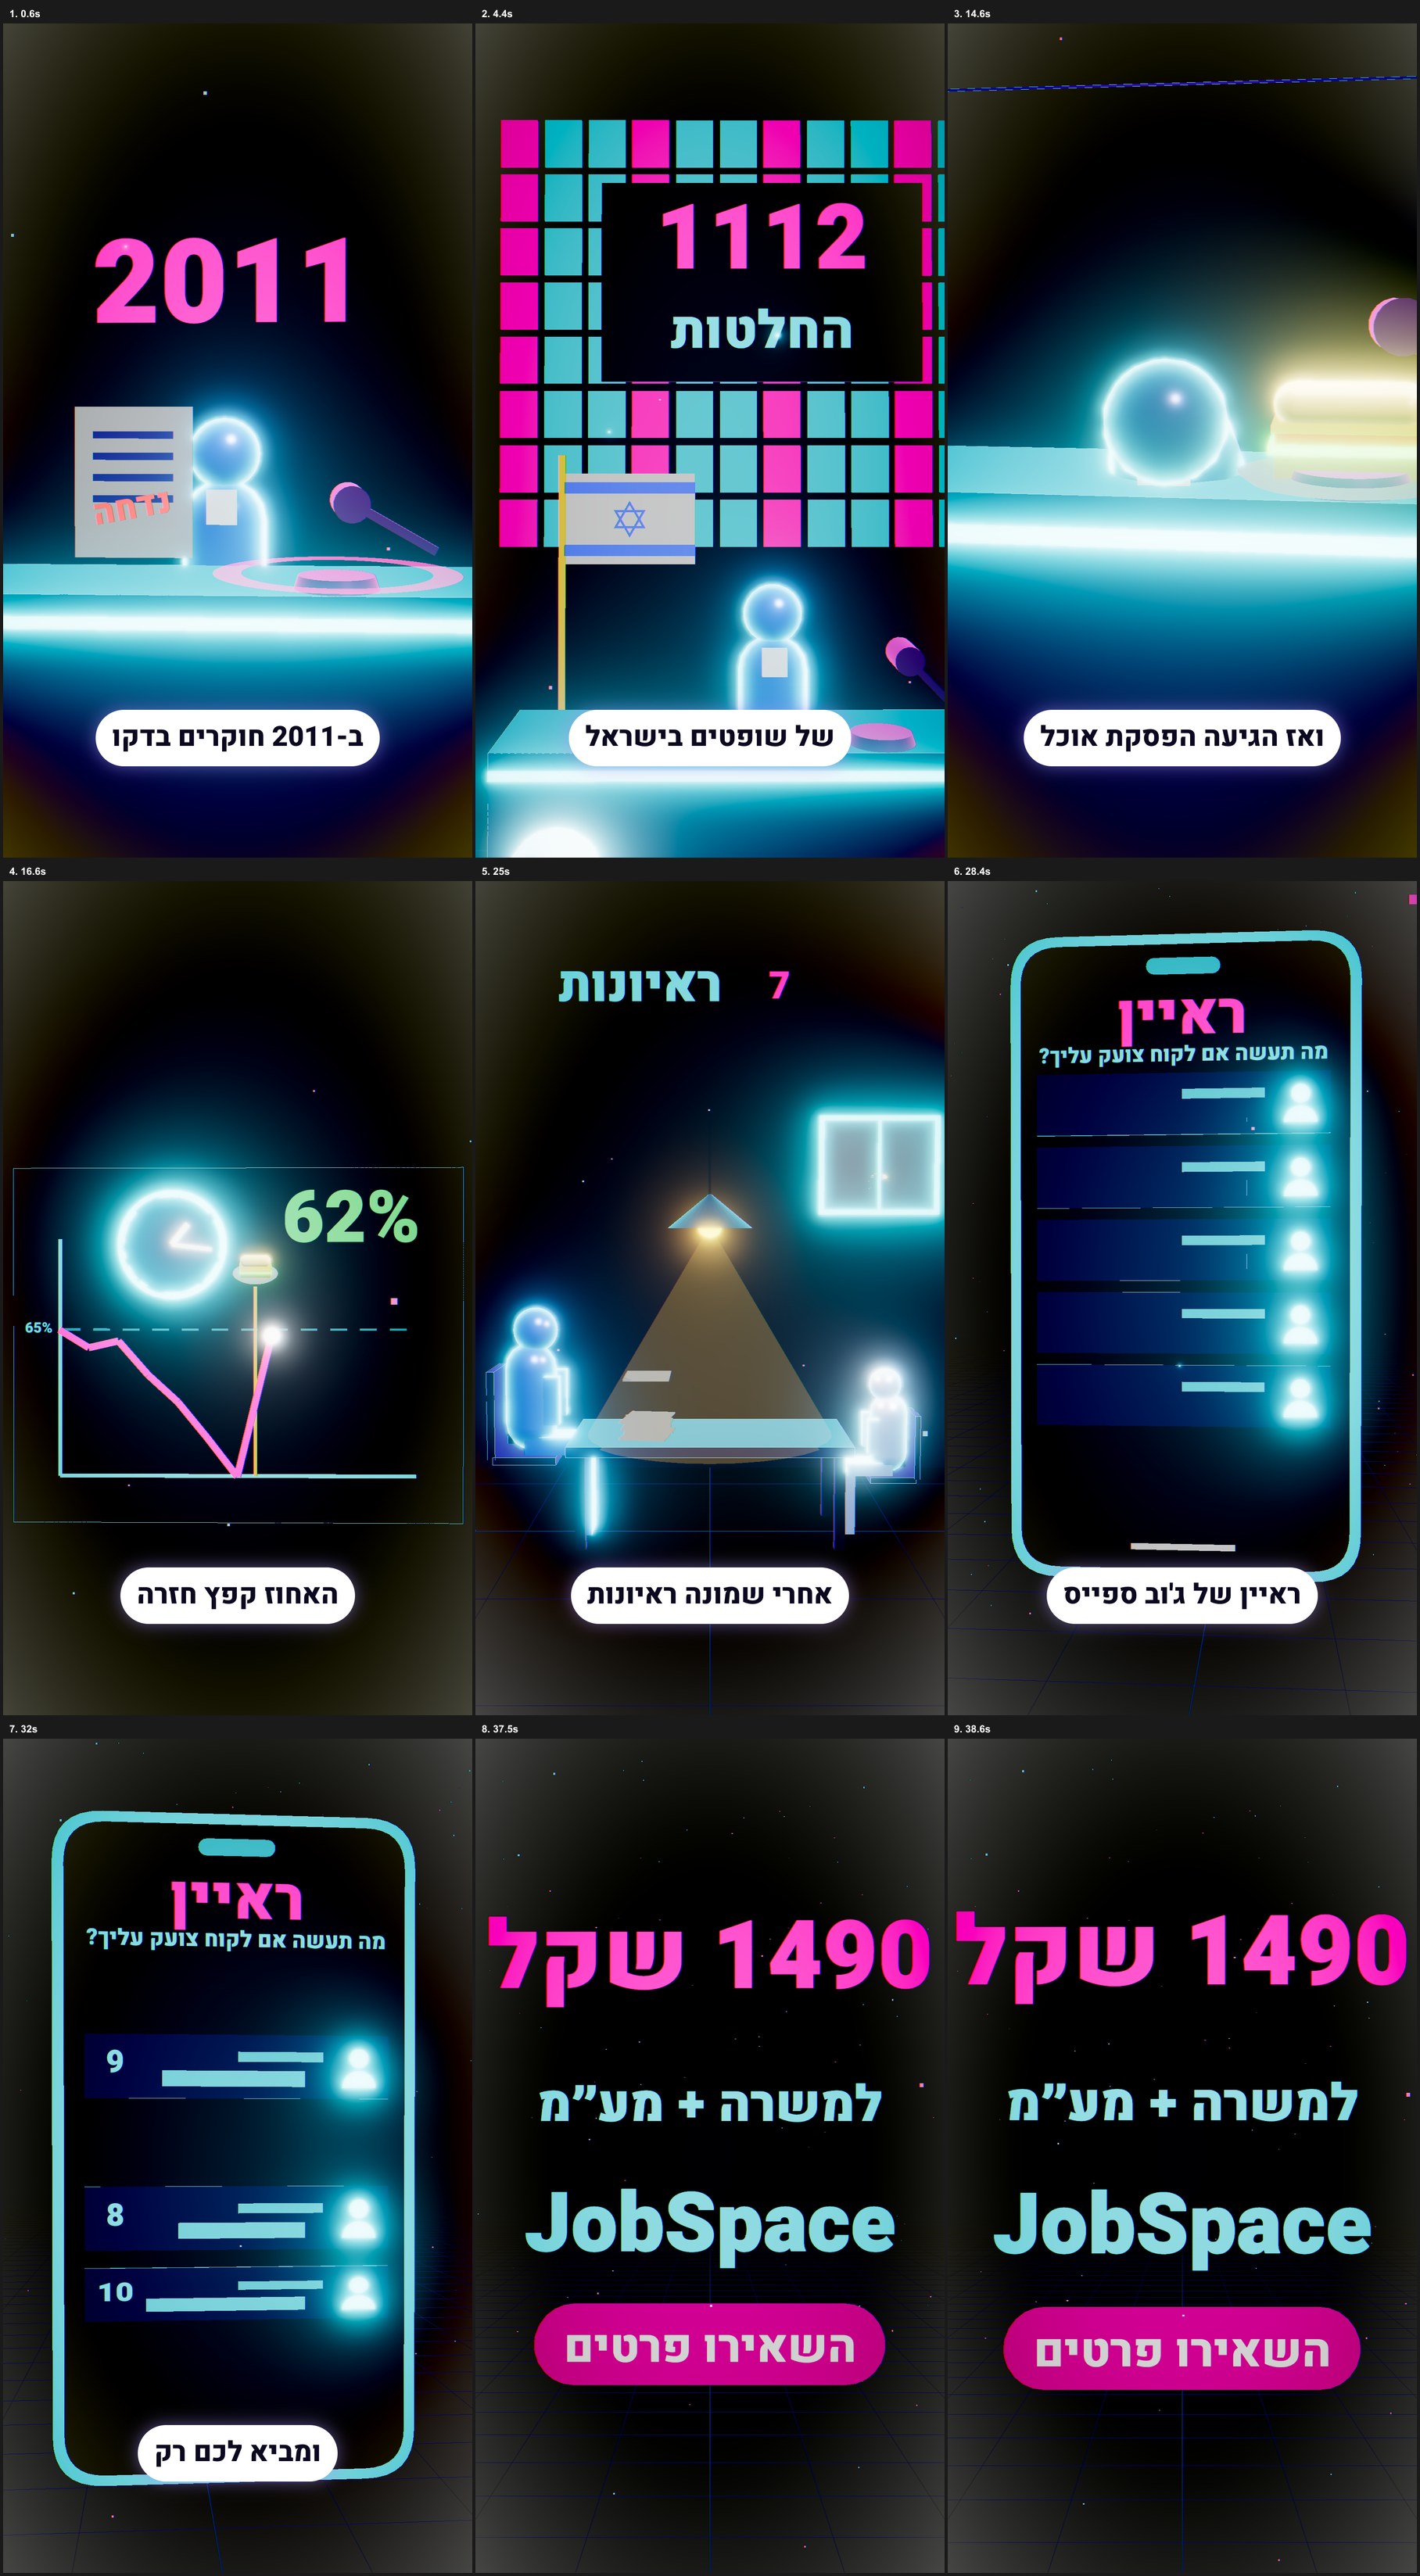 1. 0.6s
2011
נדחה
ב-2011 חוקרים בדקו
2. 4.4s
1112
החלטות
של שופטים בישראל
3. 14.6s
ואז הגיעה הפסקת אוכל
4. 16.6s
62%
65%
האחוז קפץ חזרה
5. 25s
7 ראיונות
אחרי שמונה ראיונות
6. 28.4s
ראיין
מה תעשה אם לקוח צועק עליך?
ראיין של ג'וב ספייס
7. 32s
ראיין
מה תעשה אם לקוח צועק עליך?
9
8
10
ומביא לכם רק
8. 37.5s
1490 שקל
למשרה + מע״מ
JobSpace
השאירו פרטים
9. 38.6s
1490 שקל
למשרה + מע״מ
JobSpace
השאירו פרטים